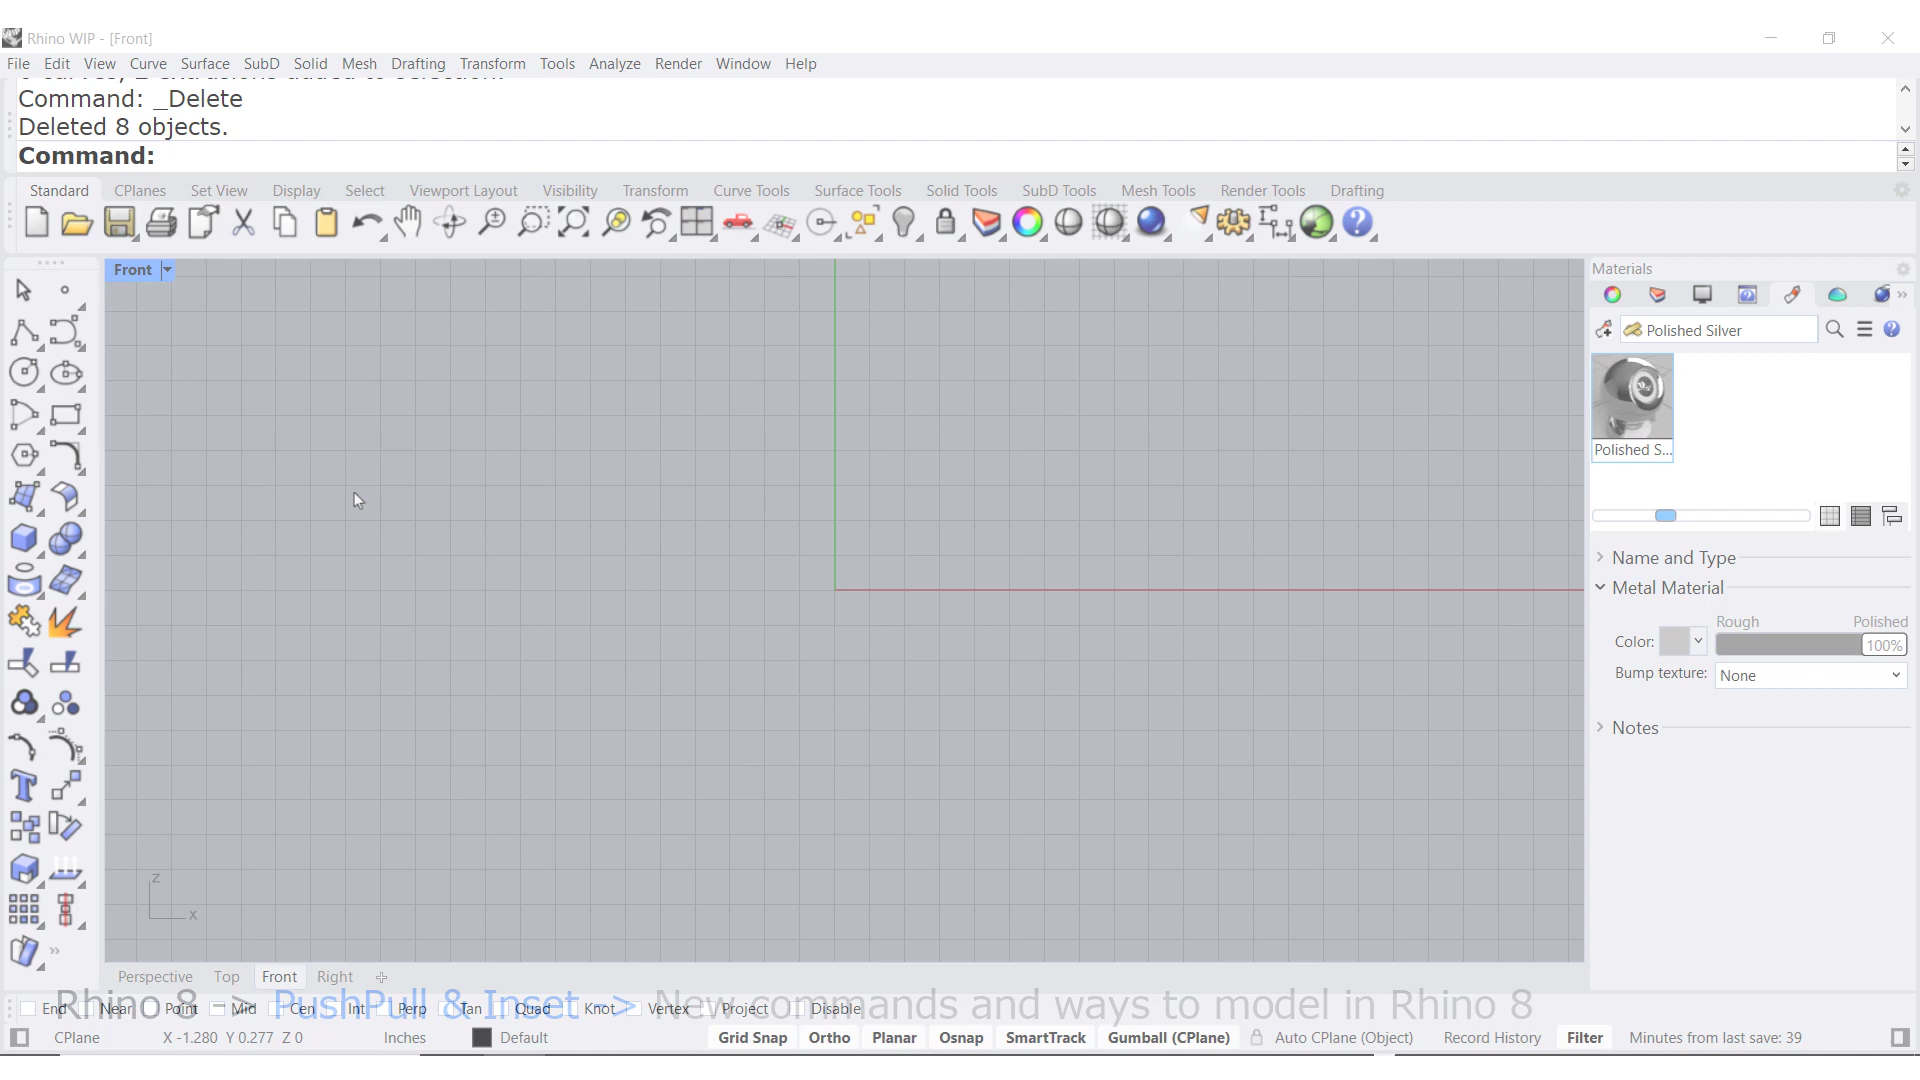 Rhino WIP - [Front]
File Edit View Curve Surface SubD Solid Mesh Drafting Transform Tools Analyze Render Window Help
Command: _Delete
Deleted 8 objects.
Command:
Standard CPlanes Set View Display Select Viewport Layout Visibility Transform Curve Tools Surface Tools Solid Tools SubD Tools Mesh Tools Render Tools Drafting
Front
Materials
Polished Silver
Polished S...
Name and Type
Metal Material
Rough Polished
Color: 100%
Bump texture: None
Notes
z
x
Perspective Top Front Right
End Near Point Mid Cen Int Perp Tan Quad Knot Vertex Project Disable
Rhino 8 -> PushPull & Inset -> New commands and ways to model in Rhino 8
CPlane X -1.280 Y 0.277 Z 0 Inches Default Grid Snap Ortho Planar Osnap SmartTrack Gumball (CPlane) Auto CPlane (Object) Record History Filter Minutes from last save: 39